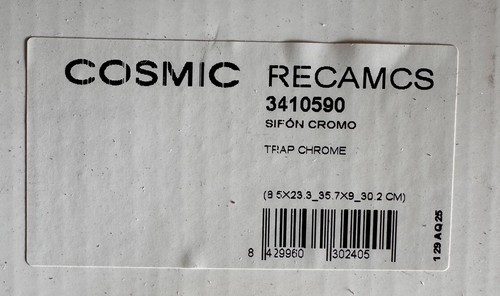 COSMIC RECAMCS
3410590
SIFÓN CROMO
TRAP CHROME
(8 5X23.3_35.7X9_30.2 CM)
8 429960 302405
1 29 AQ 25